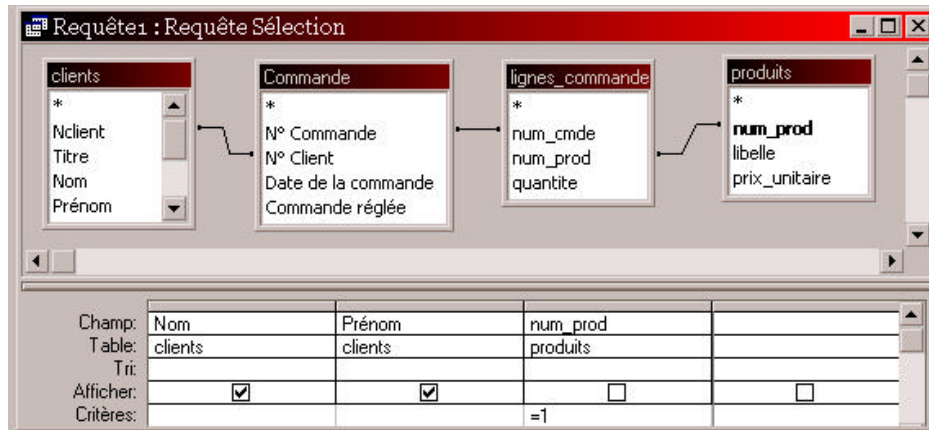 Requête1 : Requête Sélection
clients
*
Nclient
Titre
Nom
Prénom
Commande
*
N° Commande
N° Client
Date de la commande
Commande réglée
lignes_commande
*
num_cmde
num_prod
quantite
produits
*
num_prod
libelle
prix_unitaire
Champ: Nom Prénom num_prod
Table: clients clients produits
Tri:
Afficher:
Critères: =1